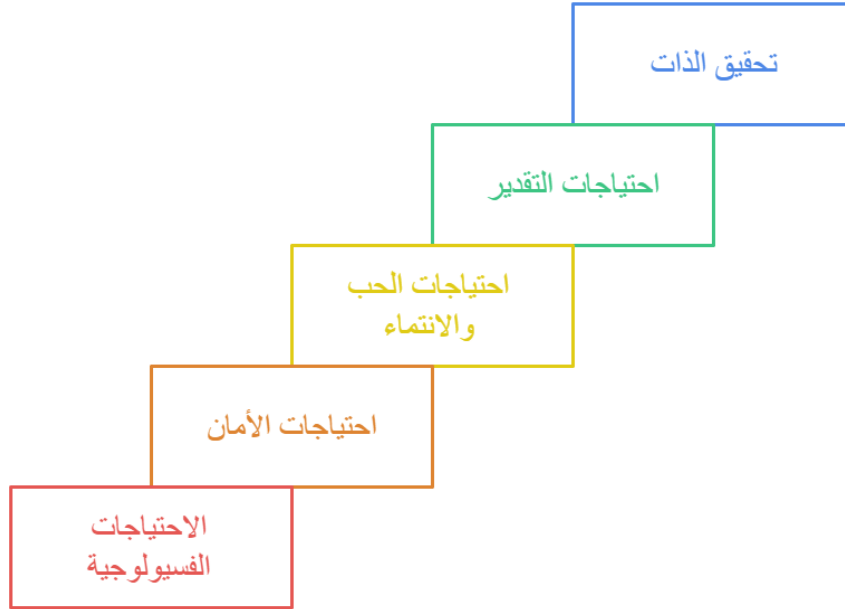 تحقيق الذات
احتياجات التقدير
احتياجات الحب
والانتماء
احتياجات الأمان
الاحتياجات
الفسيولوجية